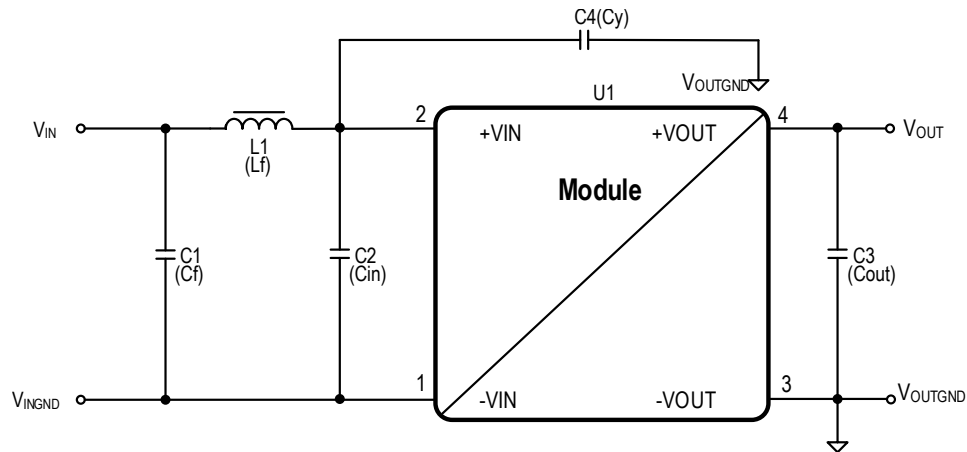 C4(Cy)
VOUTGND
U1
VIN
2
+VIN
+VOUT
4
VOUT
L1
(Lf)
Module
C1
(Cf)
C2
(Cin)
C3
(Cout)
VINGND
1
-VIN
-VOUT
3
VOUTGND